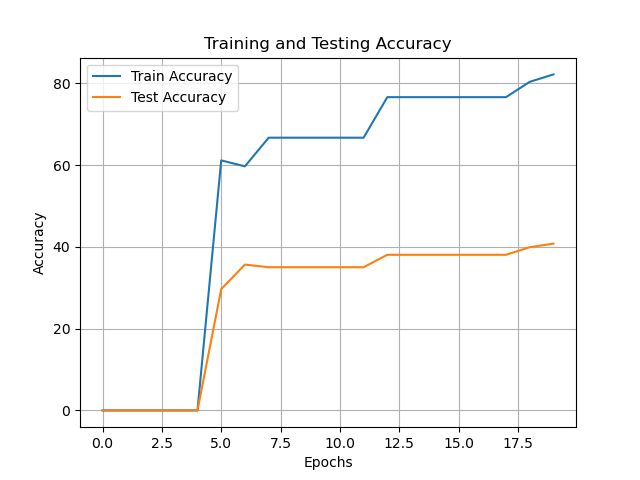 Training and Testing Accuracy
Train Accuracy
Test Accuracy
80
60
40
20
0
Accuracy
0.0 2.5 5.0 7.5 10.0 12.5 15.0 17.5
Epochs